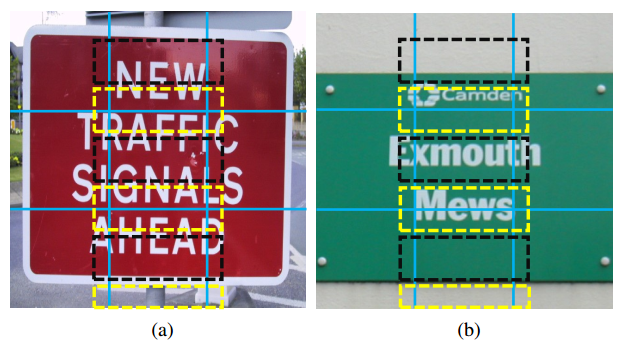 NEW
TRAFFIC
SIGNALS
AHEAD
Camden
Exmouth
Mews
(a)
(b)